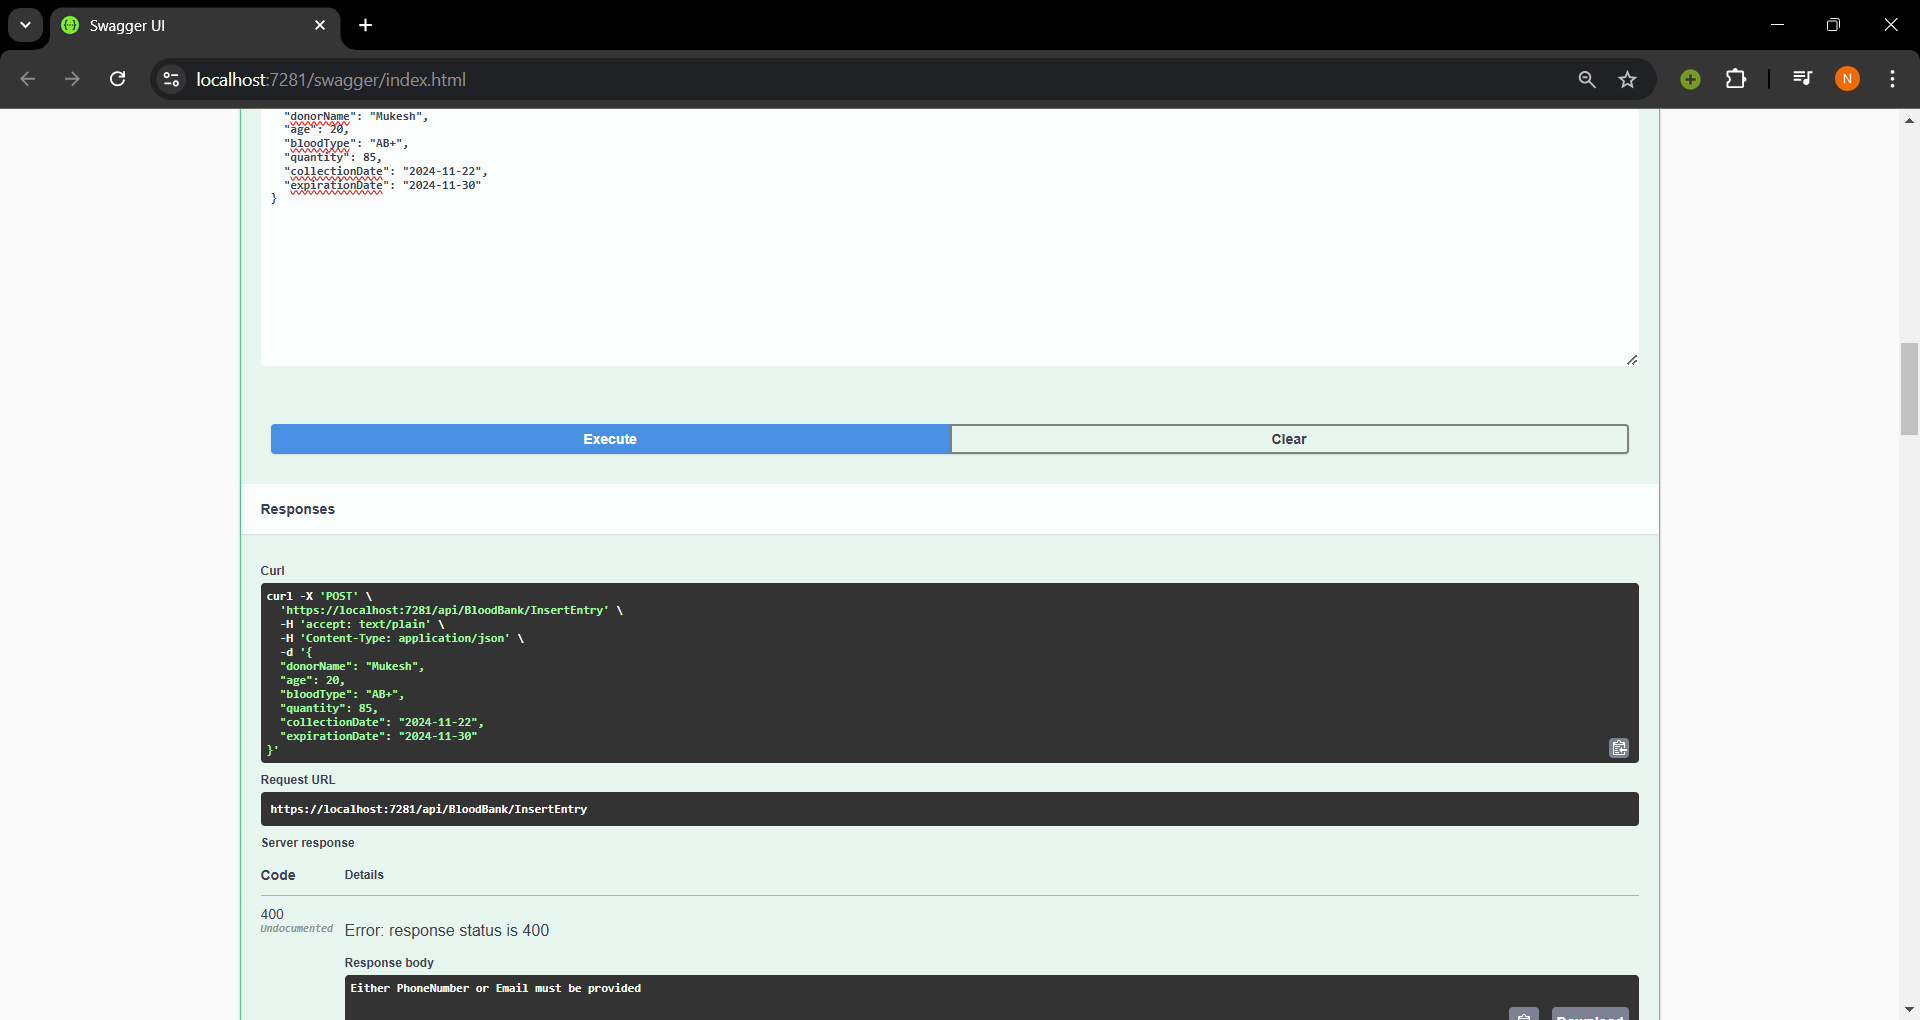 Swagger UI
localhost:7281/swagger/index.html
N
"donorName": "Mukesh",
"age": 20,
"bloodType": "AB+",
"quantity": 85,
"collectionDate": "2024-11-22",
"expirationDate": "2024-11-30"
}
Execute
Clear
Responses
Curl
curl -X 'POST' \
'https://localhost:7281/api/BloodBank/InsertEntry' \
-H 'accept: text/plain' \
-H 'Content-Type: application/json' \
-d '{
"donorName": "Mukesh",
"age": 20,
"bloodType": "AB+",
"quantity": 85,
"collectionDate": "2024-11-22",
"expirationDate": "2024-11-30"
}'
Request URL
https://localhost:7281/api/BloodBank/InsertEntry
Server response
Code Details
400
Undocumented
Error: response status is 400
Response body
Either PhoneNumber or Email must be provided
Download